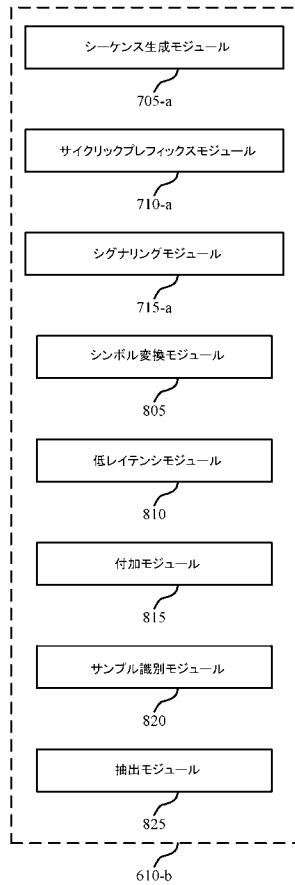 シーケンス生成モジュール
705-a
サイクリックプレフィックスモジュール
710-a
シグナリングモジュール
715-a
シンボル変換モジュール
805
低レイテンシモジュール
810
付加モジュール
815
サンプル識別モジュール
820
抽出モジュール
825
610-b